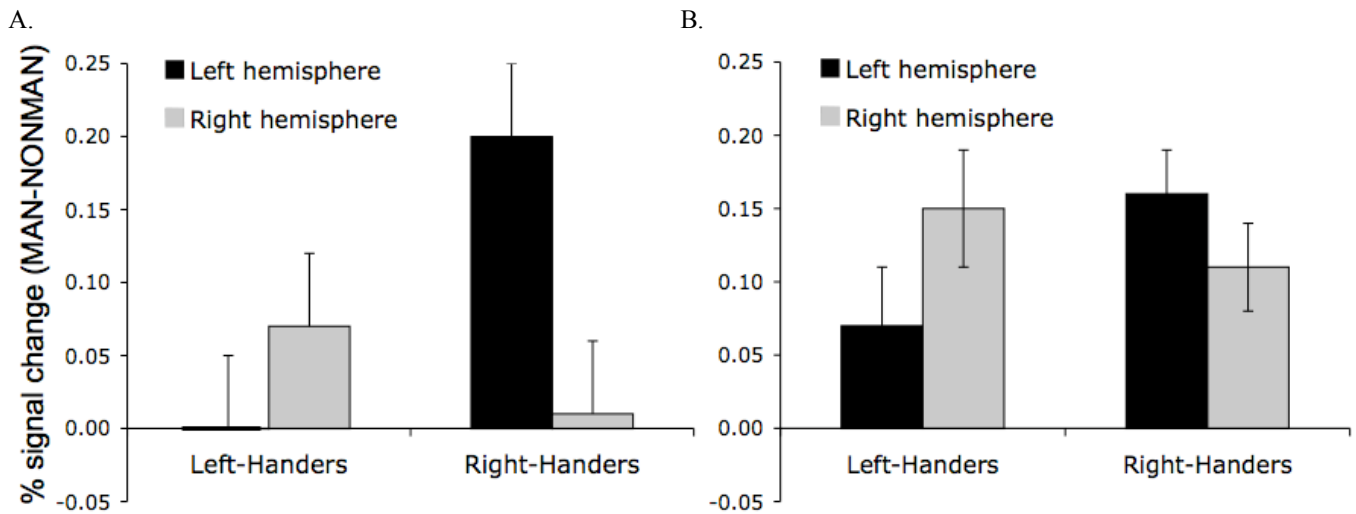 A.
% signal change (MAN-NONMAN)
0.25
0.20
0.15
0.10
0.05
0.00
-0.05
Left hemisphere
Right hemisphere
Left-Handers
Right-Handers
B.
0.25
0.20
0.15
0.10
0.05
0.00
-0.05
Left hemisphere
Right hemisphere
Left-Handers
Right-Handers